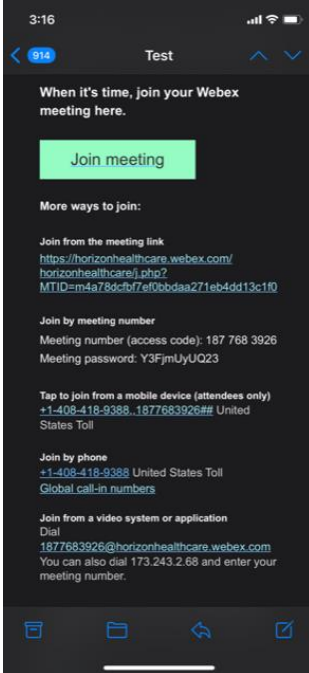 3:16
914
Test
When it's time, join your Webex
meeting here.
Join meeting
More ways to join:
Join from the meeting link
https://horizonhealthcare.webex.com/
horizonhealthcare/j.php?
MTID=m4a78dcfbf7ef0bbdaa271eb4dd13c1f0
Join by meeting number
Meeting number (access code): 187 768 3926
Meeting password: Y3FjmUyUQ23
Tap to join from a mobile device (attendees only)
+1-408-418-9388,,1877683926## United
States Toll
Join by phone
+1-408-418-9388 United States Toll
Global call-in numbers
Join from a video system or application
Dial
1877683926@horizonhealthcare.webex.com
You can also dial 173.243.2.68 and enter your
meeting number.